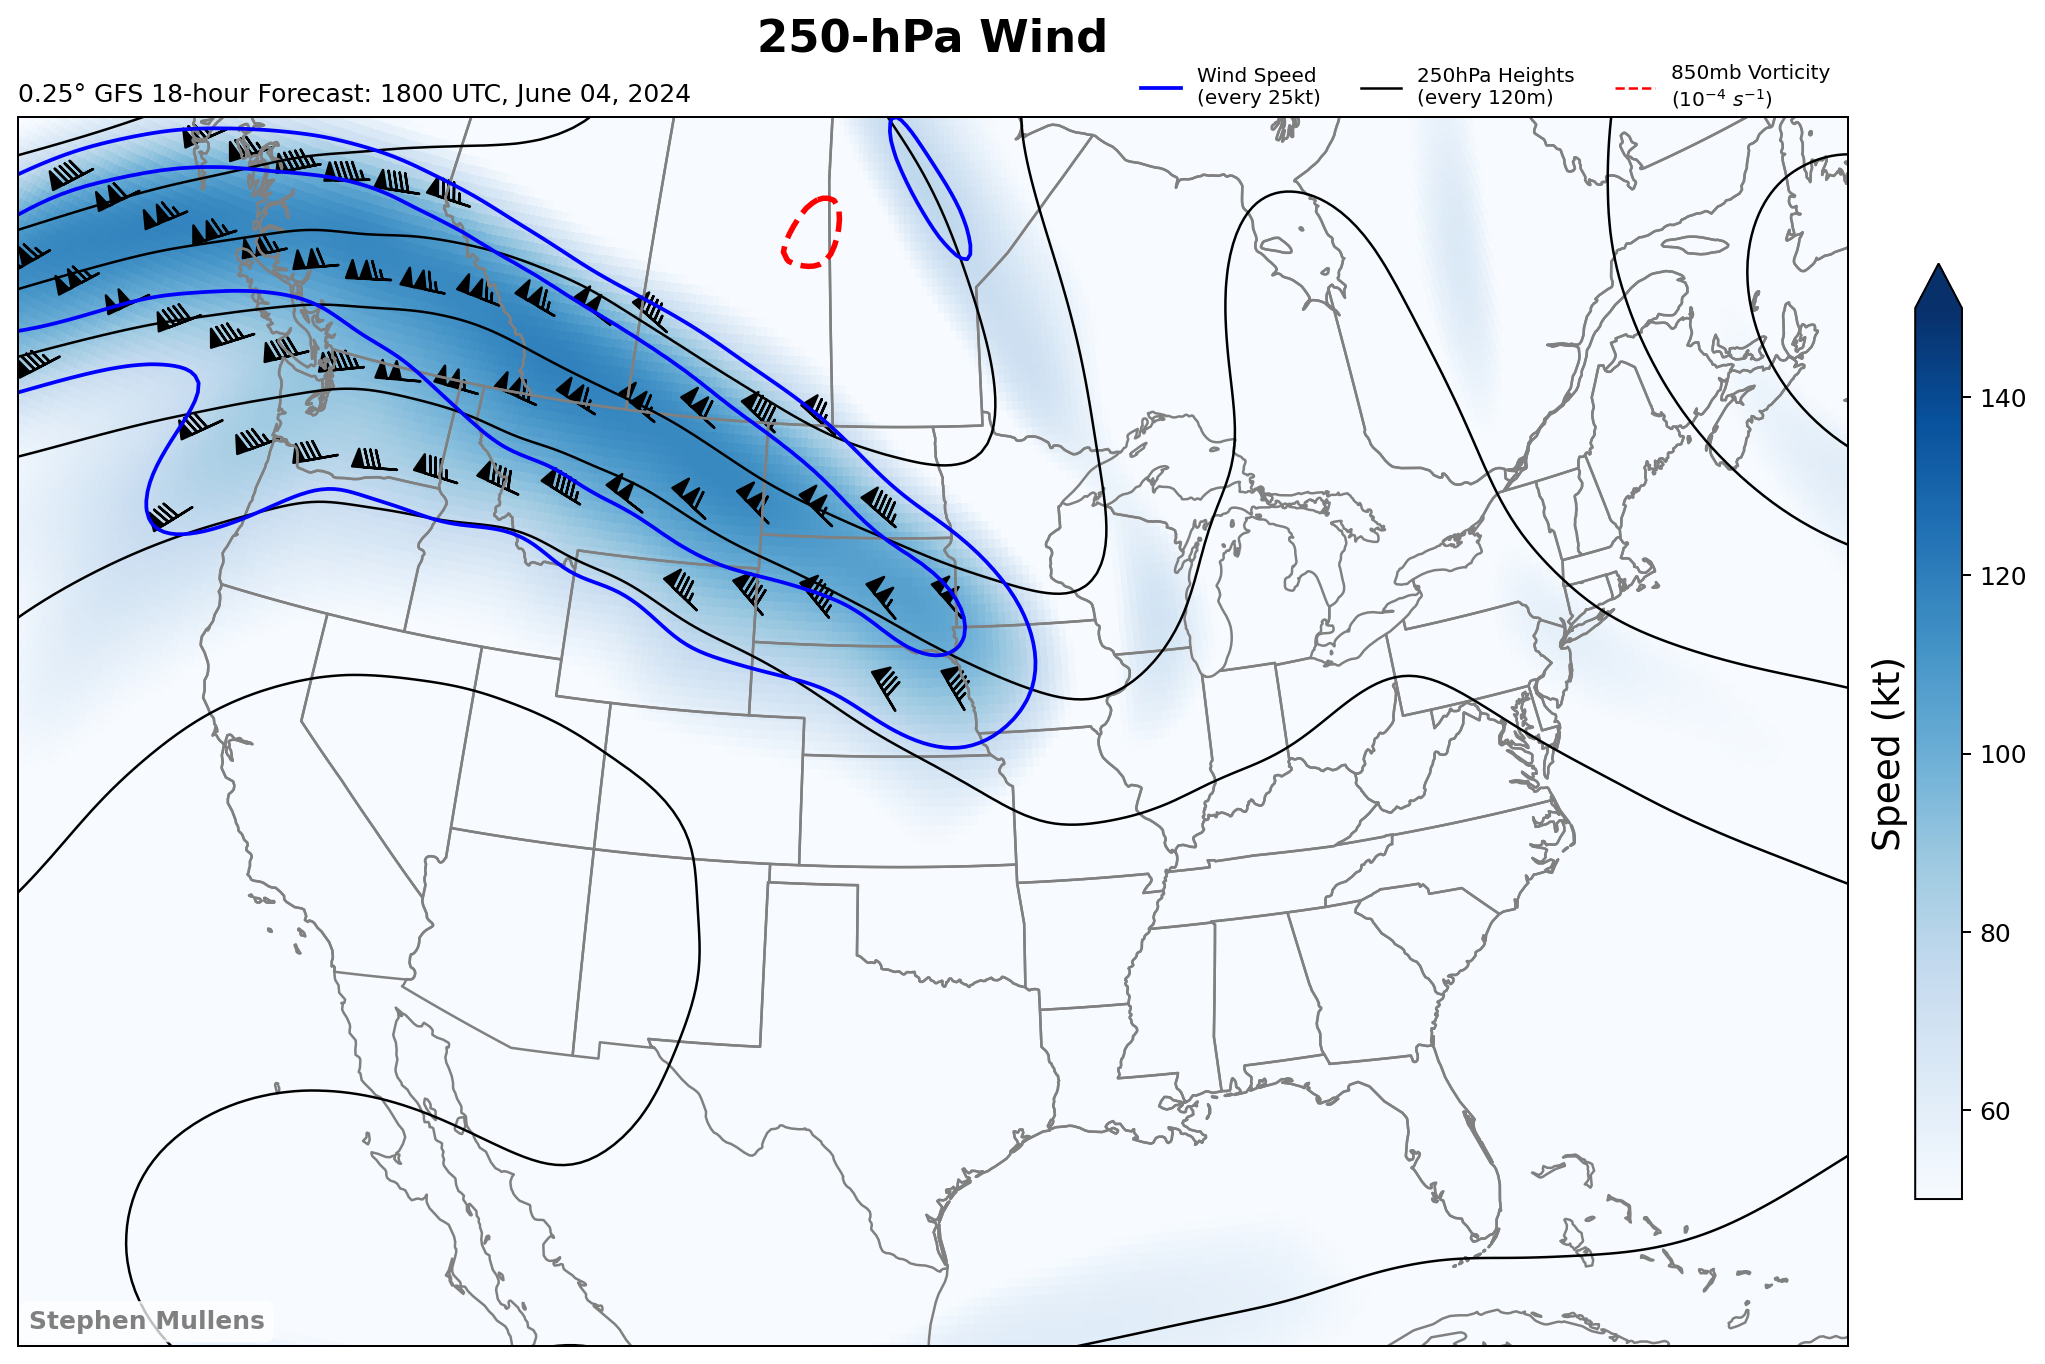 250-hPa Wind
0.25° GFS 18-hour Forecast: 1800 UTC, June 04, 2024
Wind Speed
(every 25kt)
250hPa Heights
(every 120m)
850mb Vorticity
(10⁻⁴ s⁻¹)
140
120
100
80
60
Speed (kt)
Stephen Mullens